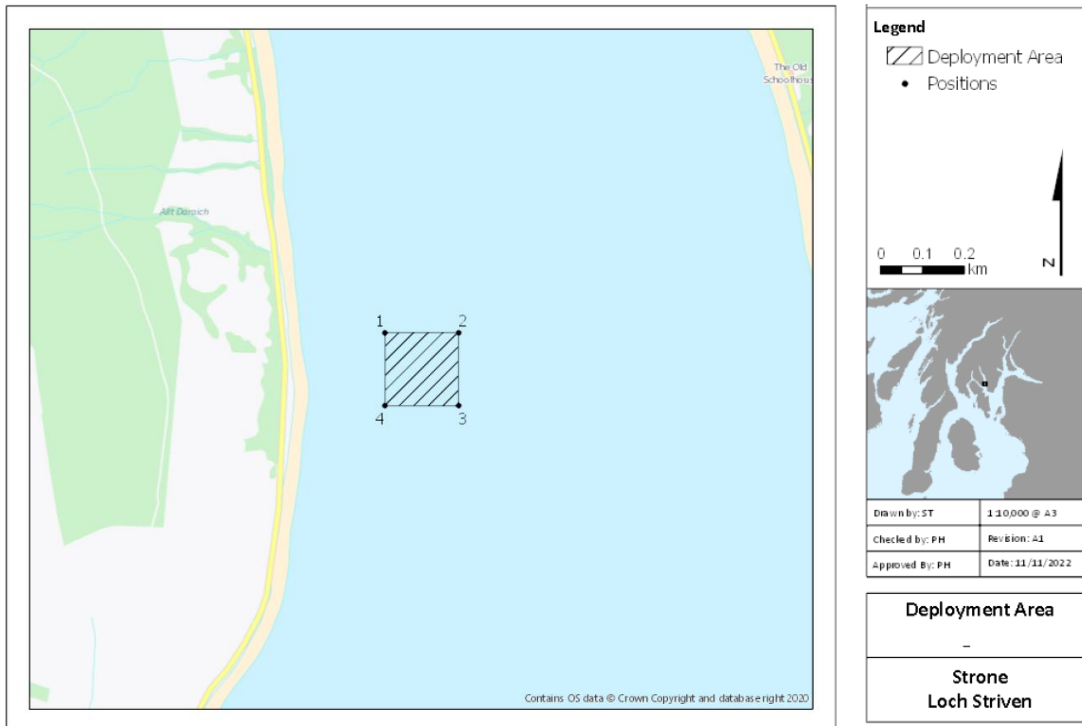 The Old
Schoolhous
Allt Daraich
1
2
4
3
Contains OS data © Crown Copyright and database right 2020
Legend
Deployment Area
Positions
0 0.1 0.2
km
N
Drawn by: ST
1:10,000 @ A3
Checked by: PH
Revision: A1
Approved By: PH
Date: 11/11/2022
Deployment Area
–
Strone
Loch Striven